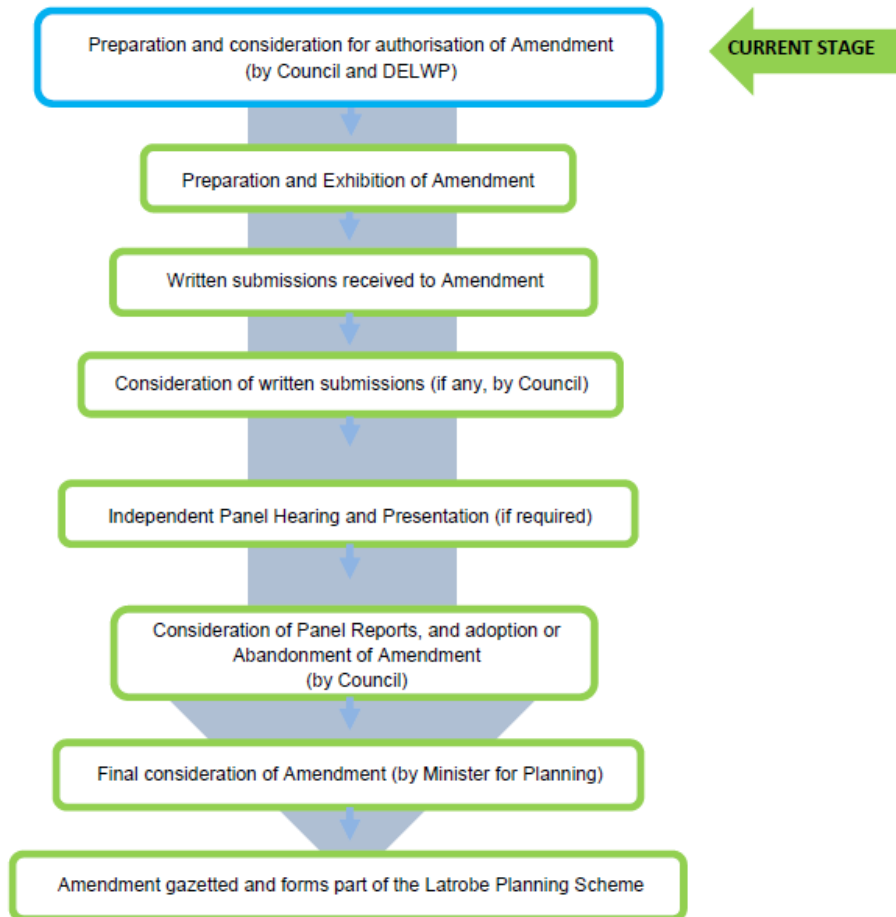 Preparation and consideration for authorisation of Amendment
(by Council and DELWP)
CURRENT STAGE
Preparation and Exhibition of Amendment
Written submissions received to Amendment
Consideration of written submissions (if any, by Council)
Independent Panel Hearing and Presentation (if required)
Consideration of Panel Reports, and adoption or
Abandonment of Amendment
(by Council)
Final consideration of Amendment (by Minister for Planning)
Amendment gazetted and forms part of the Latrobe Planning Scheme